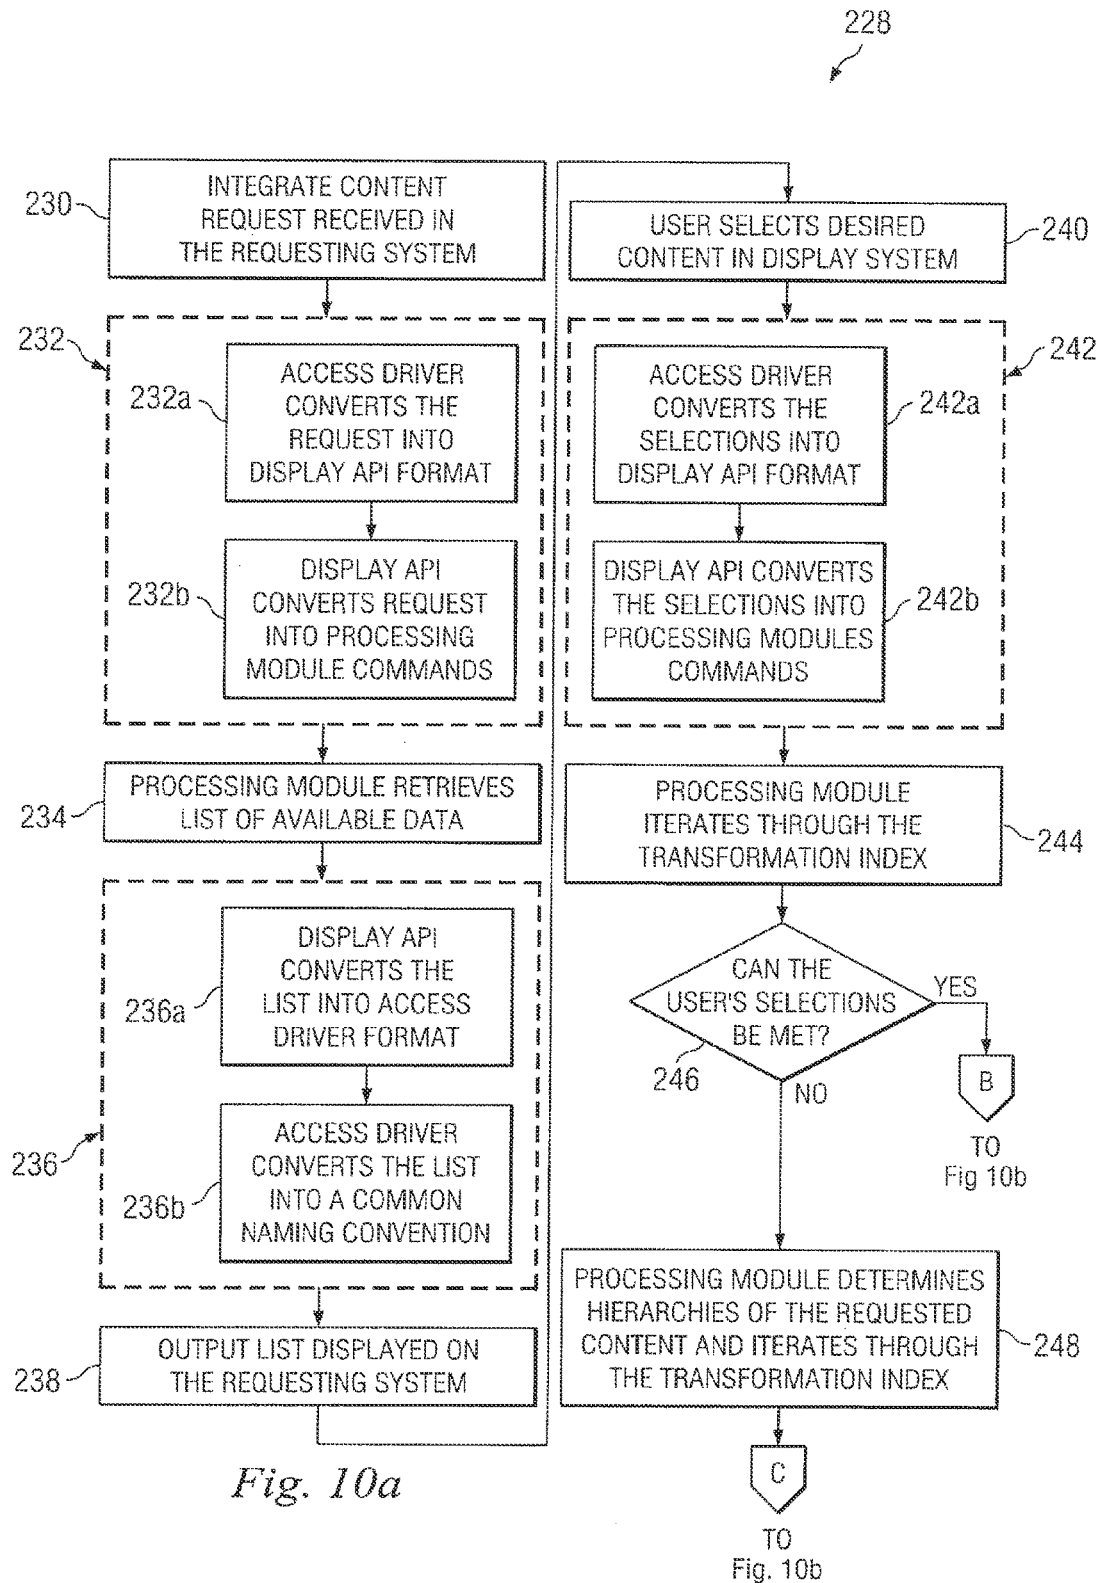 228
230
INTEGRATE CONTENT
REQUEST RECEIVED IN
THE REQUESTING SYSTEM
232
232a
ACCESS DRIVER
CONVERTS THE
REQUEST INTO
DISPLAY API FORMAT
232b
DISPLAY API
CONVERTS REQUEST
INTO PROCESSING
MODULE COMMANDS
234
PROCESSING MODULE RETRIEVES
LIST OF AVAILABLE DATA
236a
DISPLAY API
CONVERTS THE
LIST INTO ACCESS
DRIVER FORMAT
236
236b
ACCESS DRIVER
CONVERTS THE LIST
INTO A COMMON
NAMING CONVENTION
238
OUTPUT LIST DISPLAYED ON
THE REQUESTING SYSTEM
USER SELECTS DESIRED
CONTENT IN DISPLAY SYSTEM
240
242
ACCESS DRIVER
CONVERTS THE
SELECTIONS INTO
DISPLAY API FORMAT
242a
DISPLAY API CONVERTS
THE SELECTIONS INTO
PROCESSING MODULES
COMMANDS
242b
PROCESSING MODULE
ITERATES THROUGH THE
TRANSFORMATION INDEX
244
CAN THE
USER'S SELECTIONS
BE MET?
246
YES
B
TO
Fig 10b
NO
PROCESSING MODULE DETERMINES
HIERARCHIES OF THE REQUESTED
CONTENT AND ITERATES THROUGH
THE TRANSFORMATION INDEX
248
C
TO
Fig. 10b
Fig. 10a